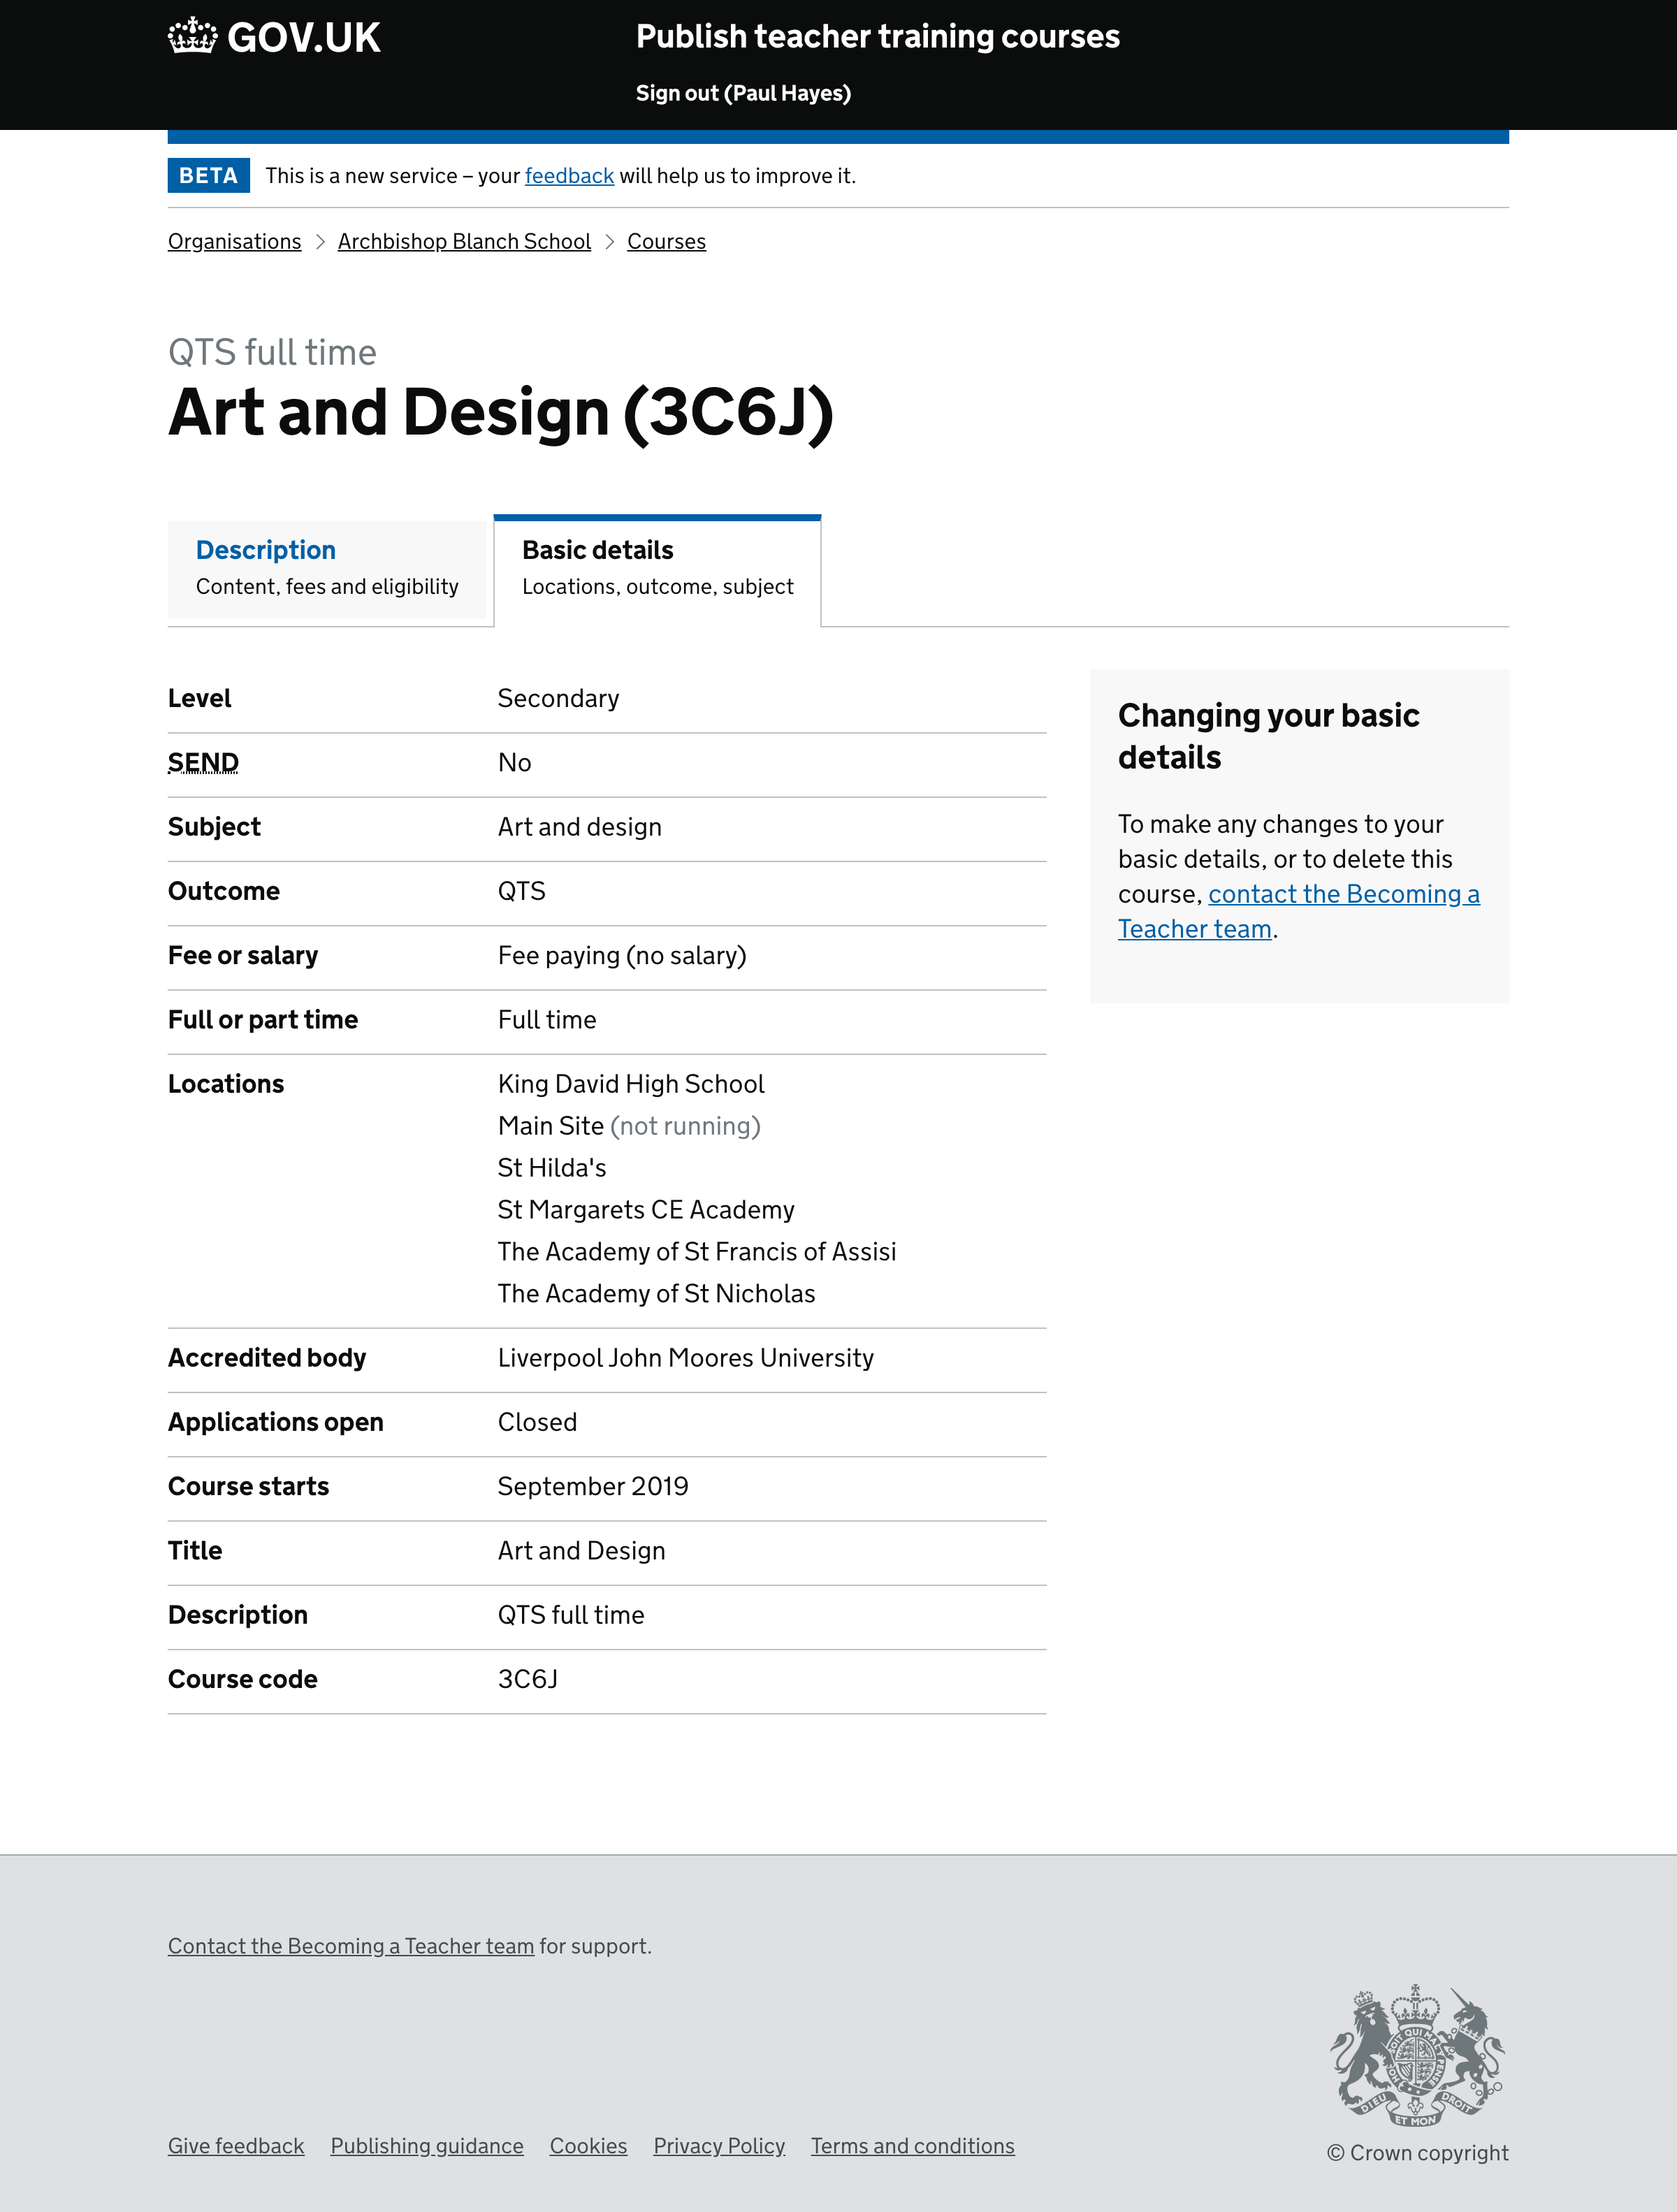 GOV.UK
Publish teacher training courses
Sign out (Paul Hayes)
BETA This is a new service – your feedback will help us to improve it.
Organisations Archbishop Blanch School Courses
QTS full time
Art and Design (3C6J)
Description
Content, fees and eligibility
Basic details
Locations, outcome, subject
Level Secondary
SEND No
Subject Art and design
Outcome QTS
Fee or salary Fee paying (no salary)
Full or part time Full time
Locations King David High School
Main Site (not running)
St Hilda's
St Margarets CE Academy
The Academy of St Francis of Assisi
The Academy of St Nicholas
Accredited body Liverpool John Moores University
Applications open Closed
Course starts September 2019
Title Art and Design
Description QTS full time
Course code 3C6J
Changing your basic
details
To make any changes to your
basic details, or to delete this
course, contact the Becoming a
Teacher team.
Contact the Becoming a Teacher team for support.
DIEU ET MON DROIT
Give feedback Publishing guidance Cookies Privacy Policy Terms and conditions
© Crown copyright